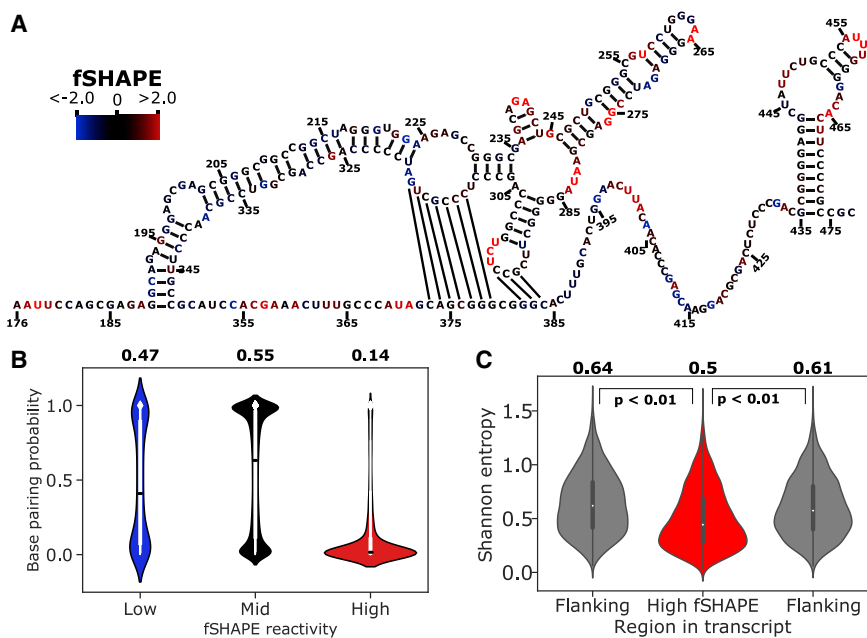 A
fSHAPE
<-2.0 0 >2.0
176
185
195
205
215
225
235
245
255
265
275
285
305
325
335
345
355
365
375
385
395
405
415
425
435
445
455
465
475
AAUUCCAGCGAGAG
CGCAUCCACGAAACUUUGCCCAUAGCAGCGGGCGGGC
B
0.47 0.55 0.14
Base pairing probability
1.0
0.5
0.0
Low Mid High
fSHAPE reactivity
C
0.64 0.5 0.61
p < 0.01 p < 0.01
Shannon entropy
1.5
1.0
0.5
0.0
Flanking High fSHAPE Flanking
Region in transcript